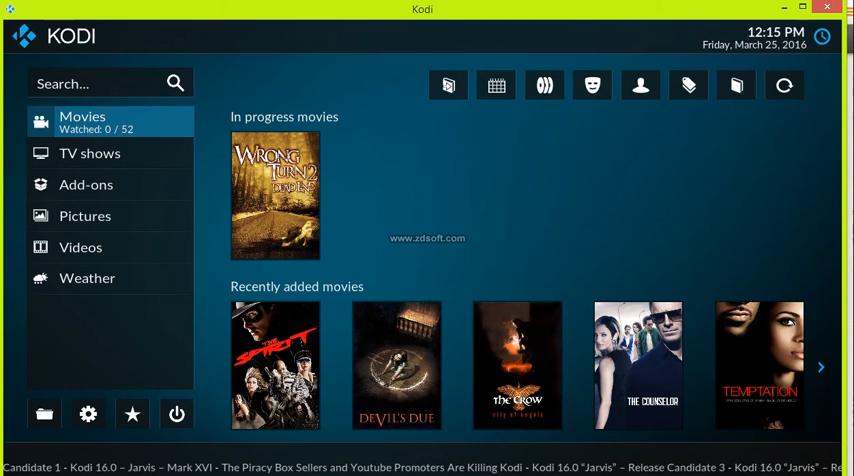 Kodi
KODI
12:15 PM
Friday, March 25, 2016
Search...
Movies
Watched: 0 / 52
TV shows
Add-ons
Pictures
Videos
Weather
In progress movies
WRONG
TURN 2
DEAD END
www.zdsoft.com
Recently added movies
THE
SPIRIT
DEVIL'S DUE
THE CROW
city of angels
THE COUNSELOR
TEMPTATION
Candidate 1 - Kodi 16.0 – Jarvis – Mark XVI - The Piracy Box Sellers and Youtube Promoters Are Killing Kodi - Kodi 16.0 “Jarvis” – Release Candidate 3 - Kodi 16.0 “Jarvis” – Re